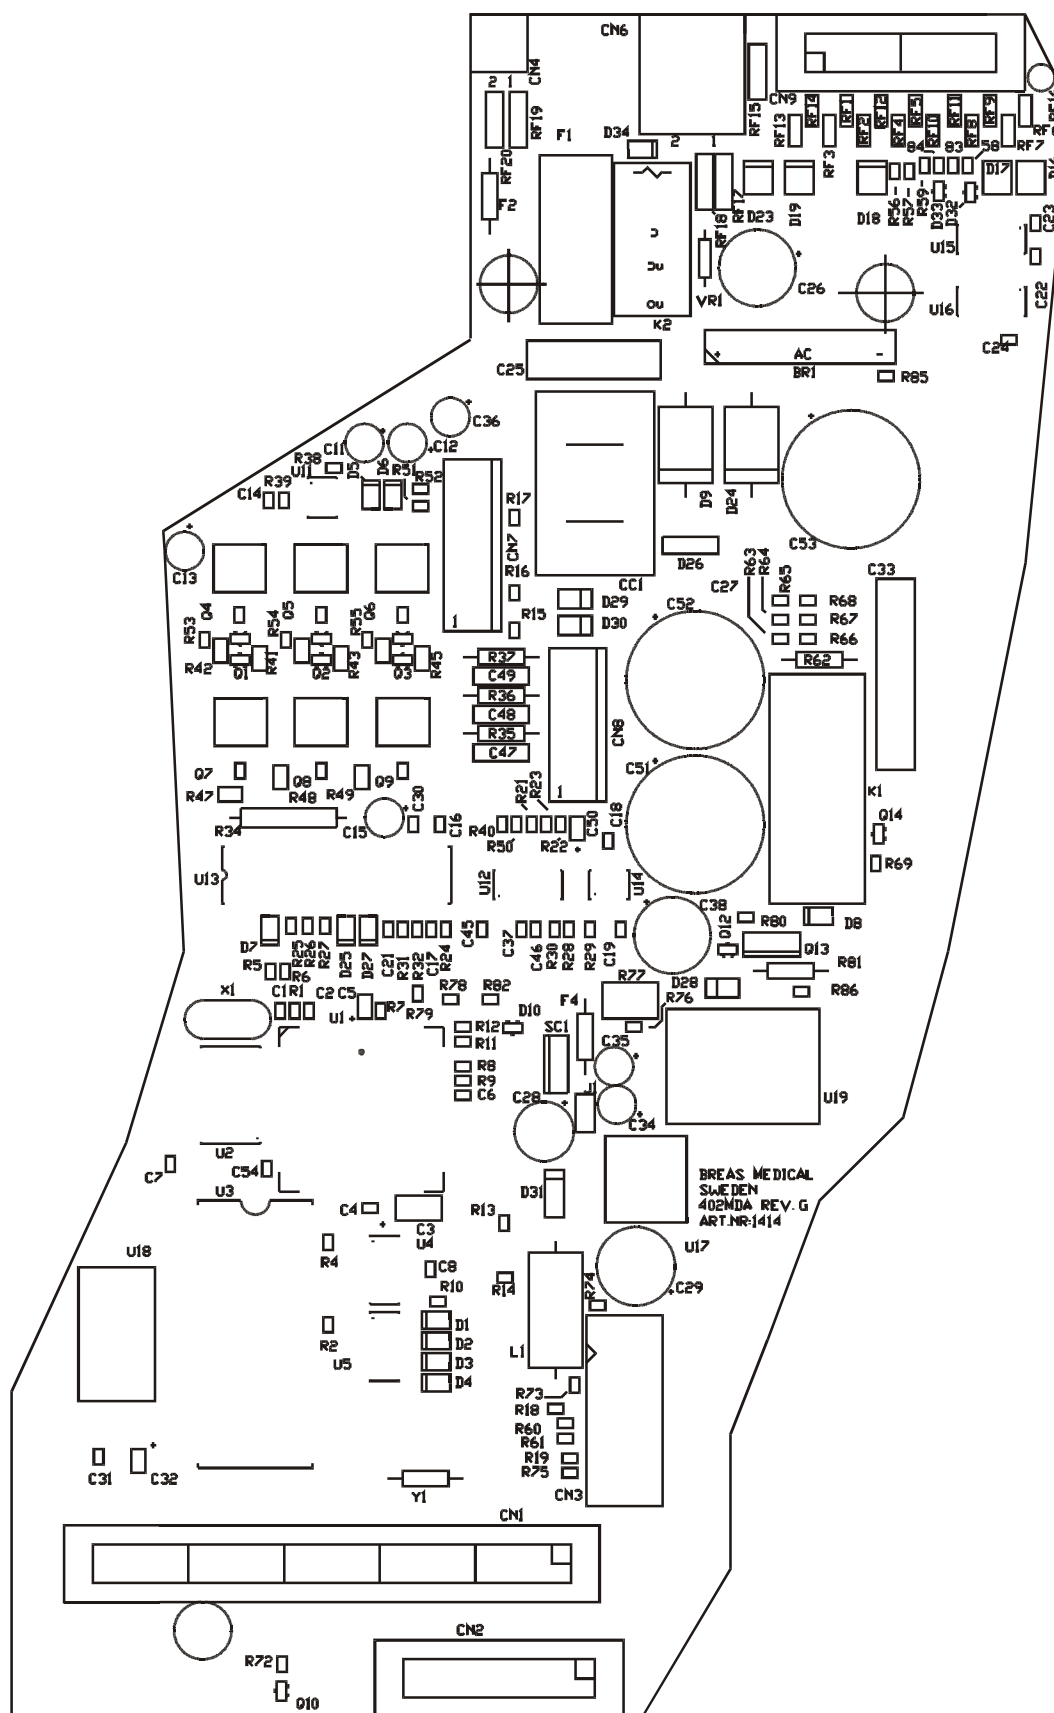 CN6
CN4
2 1
RF19
RF20
F1
F2
D34
2 1
RF15
CN9
RF14
RF1
RF12
RF5
RF11
RF9
RF13
RF3
RF2
RF4
RF10
RF8
RF7
84 83 58
D17
RF17
RF18
D23
D19
D18
R56
R57
R59
D33
D32
C23
U15
C22
U16
C24
VR1
C26
K2
C25
+ AC -
BR1
R85
C36
C11
C12
R38
U11
D5
D6
R51
R52
R39
C14
C13
R17
CN7
R16
R15
1
CC1
D9
D24
C53
D26
R63
R64
C27
R65
C33
D29
D30
C52
R68
R67
R66
R62
Q4
Q5
Q6
R53
R54
R55
R42
Q1
R41
Q2
R43
Q3
R45
R37
C49
R36
C48
R35
C47
CN8
1
Q7
Q8
Q9
R47
R48
R49
C30
R34
C15
C16
R21
R23
R40
R50
R22
C50
C18
C51
K1
Q14
R69
U13
U12
U14
C38
D8
D7
R25
R26
R27
D25
D27
C21
R31
R32
C17
R24
C45
C37
C46
R30
R28
R29
C19
Q12
R80
Q13
R81
R86
R5
R6
X1
C1
R1
C2
C5
U1
R7
R79
R78
R82
D10
F4
R77
D28
R76
R12
R11
SC1
C35
R8
R9
C6
C28
C34
U19
U2
C7
C54
U3
D31
BREAS MEDICAL
SWEDEN
402MDA REV. G
ART.NR:1414
C4
C3
R13
U4
U18
R4
C8
R10
R14
R74
U17
C29
D1
D2
D3
D4
R2
U5
L1
R73
R18
R60
R61
R19
R75
CN3
C31
C32
Y1
CN1
CN2
R72
Q10